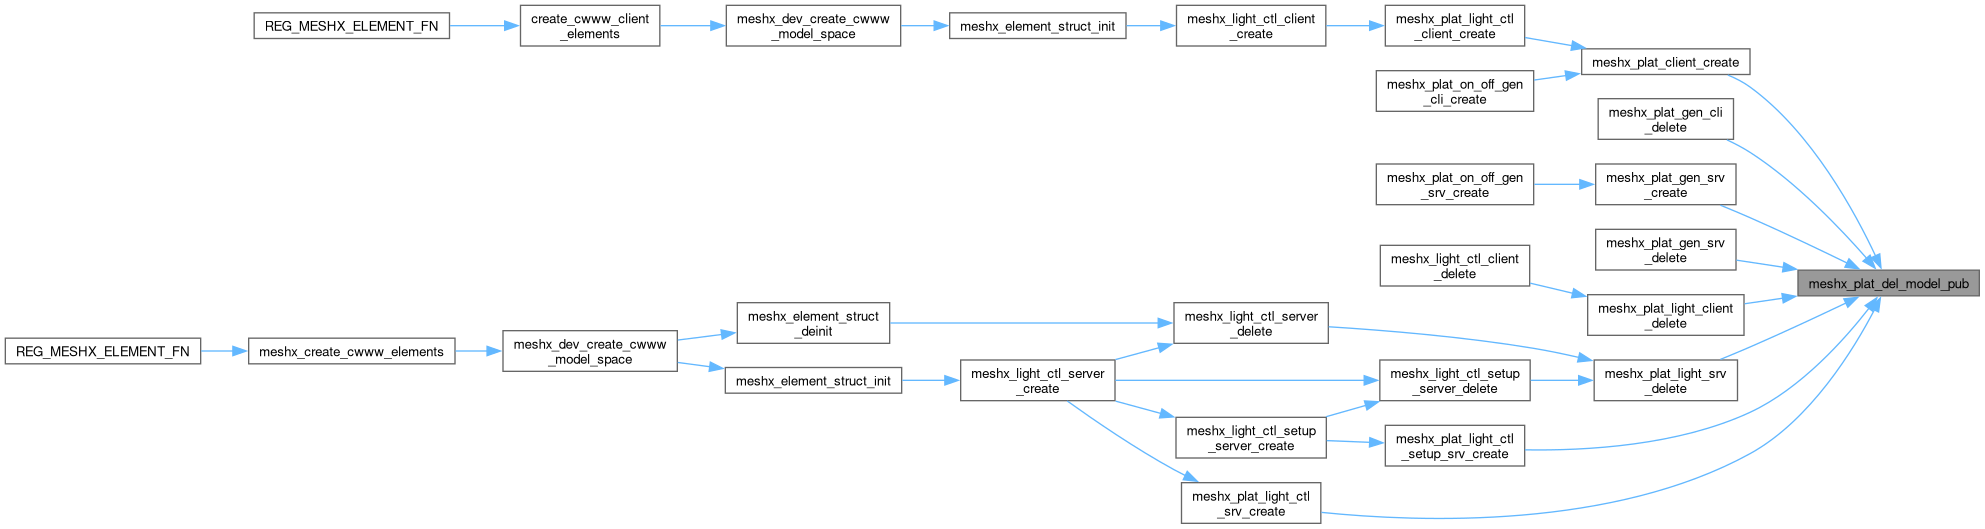 REG_MESHX_ELEMENT_FN
create_cwww_client
_elements
meshx_dev_create_cwww
_model_space
meshx_element_struct_init
meshx_light_ctl_client
_create
meshx_plat_light_ctl
_client_create
meshx_plat_client_create
meshx_plat_on_off_gen
_cli_create
meshx_plat_gen_cli
_delete
meshx_plat_on_off_gen
_srv_create
meshx_plat_gen_srv
_create
meshx_plat_gen_srv
_delete
meshx_light_ctl_client
_delete
meshx_plat_light_client
_delete
meshx_plat_del_model_pub
REG_MESHX_ELEMENT_FN
meshx_create_cwww_elements
meshx_dev_create_cwww
_model_space
meshx_element_struct
_deinit
meshx_element_struct_init
meshx_light_ctl_server
_delete
meshx_light_ctl_server
_create
meshx_light_ctl_setup
_server_delete
meshx_plat_light_srv
_delete
meshx_light_ctl_setup
_server_create
meshx_plat_light_ctl
_setup_srv_create
meshx_plat_light_ctl
_srv_create